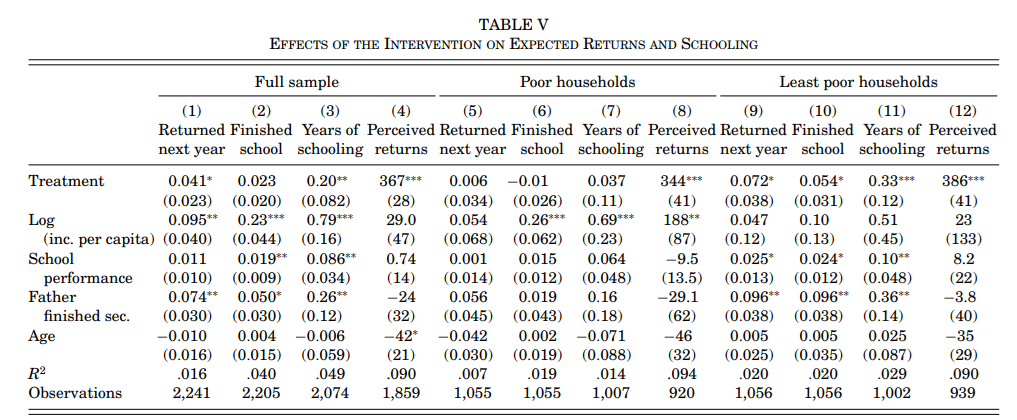 TABLE V
EFFECTS OF THE INTERVENTION ON EXPECTED RETURNS AND SCHOOLING
Full sample Poor households Least poor households
(1) (2) (3) (4) (5) (6) (7) (8) (9) (10) (11) (12)
Returned Finished Years of Perceived Returned Finished Years of Perceived Returned Finished Years of Perceived
next year school schooling returns next year school schooling returns next year school schooling returns
Treatment 0.041* 0.023 0.20** 367*** 0.006 −0.01 0.037 344*** 0.072* 0.054* 0.33*** 386***
(0.023) (0.020) (0.082) (28) (0.034) (0.026) (0.11) (41) (0.038) (0.031) (0.12) (41)
Log 0.095** 0.23*** 0.79*** 29.0 0.054 0.26*** 0.69*** 188** 0.047 0.10 0.51 23
(inc. per capita) (0.040) (0.044) (0.16) (47) (0.068) (0.062) (0.23) (87) (0.12) (0.13) (0.45) (133)
School 0.011 0.019** 0.086** 0.74 0.001 0.015 0.064 −9.5 0.025* 0.024* 0.10** 8.2
performance (0.010) (0.009) (0.034) (14) (0.014) (0.012) (0.048) (13.5) (0.013) (0.012) (0.048) (22)
Father 0.074** 0.050* 0.26** −24 0.056 0.019 0.16 −29.1 0.096** 0.096** 0.36** −3.8
finished sec. (0.030) (0.030) (0.12) (32) (0.045) (0.043) (0.18) (62) (0.038) (0.038) (0.14) (40)
Age −0.010 0.004 −0.006 −42* −0.042 0.002 −0.071 −46 0.005 0.005 0.025 −35
(0.016) (0.015) (0.059) (21) (0.030) (0.019) (0.088) (32) (0.025) (0.035) (0.087) (29)
R² .016 .040 .049 .090 .007 .019 .014 .094 .020 .020 .029 .090
Observations 2,241 2,205 2,074 1,859 1,055 1,055 1,007 920 1,056 1,056 1,002 939